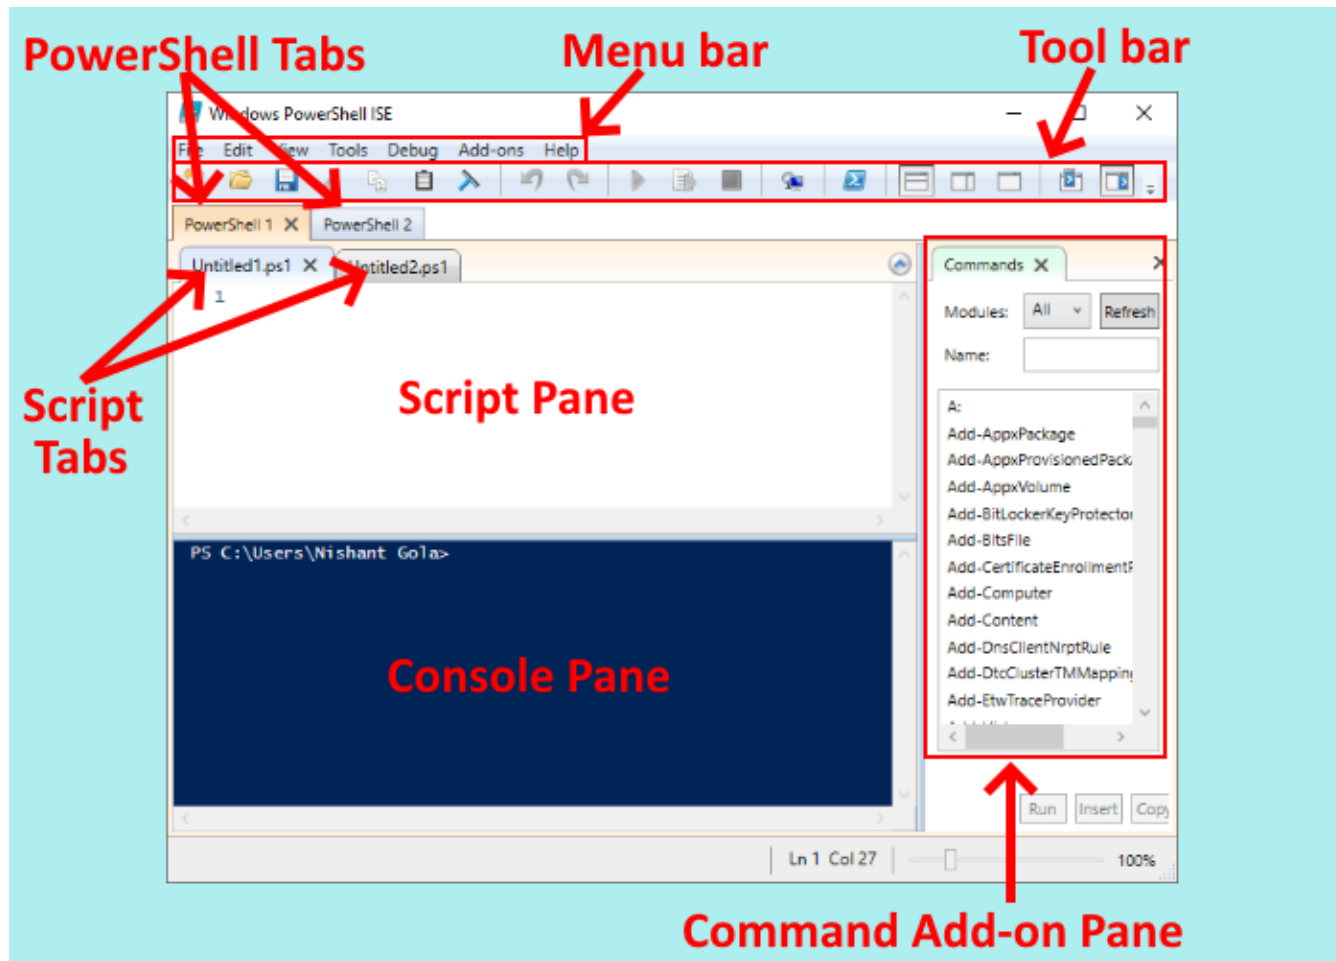 PowerShell Tabs
Menu bar
Tool bar
Windows PowerShell ISE
File Edit View Tools Debug Add-ons Help
PowerShell 1
PowerShell 2
Untitled1.ps1
Untitled2.ps1
1
Script Pane
Script
Tabs
PS C:\Users\Nishant Gola>
Console Pane
Commands
Modules: All Refresh
Name:
A:
Add-AppxPackage
Add-AppxProvisionedPack
Add-AppxVolume
Add-BitLockerKeyProtector
Add-BitsFile
Add-CertificateEnrollment
Add-Computer
Add-Content
Add-DnsClientNrptRule
Add-DtcClusterTMMapping
Add-EtwTraceProvider
Run Insert Copy
Ln 1 Col 27
100%
Command Add-on Pane